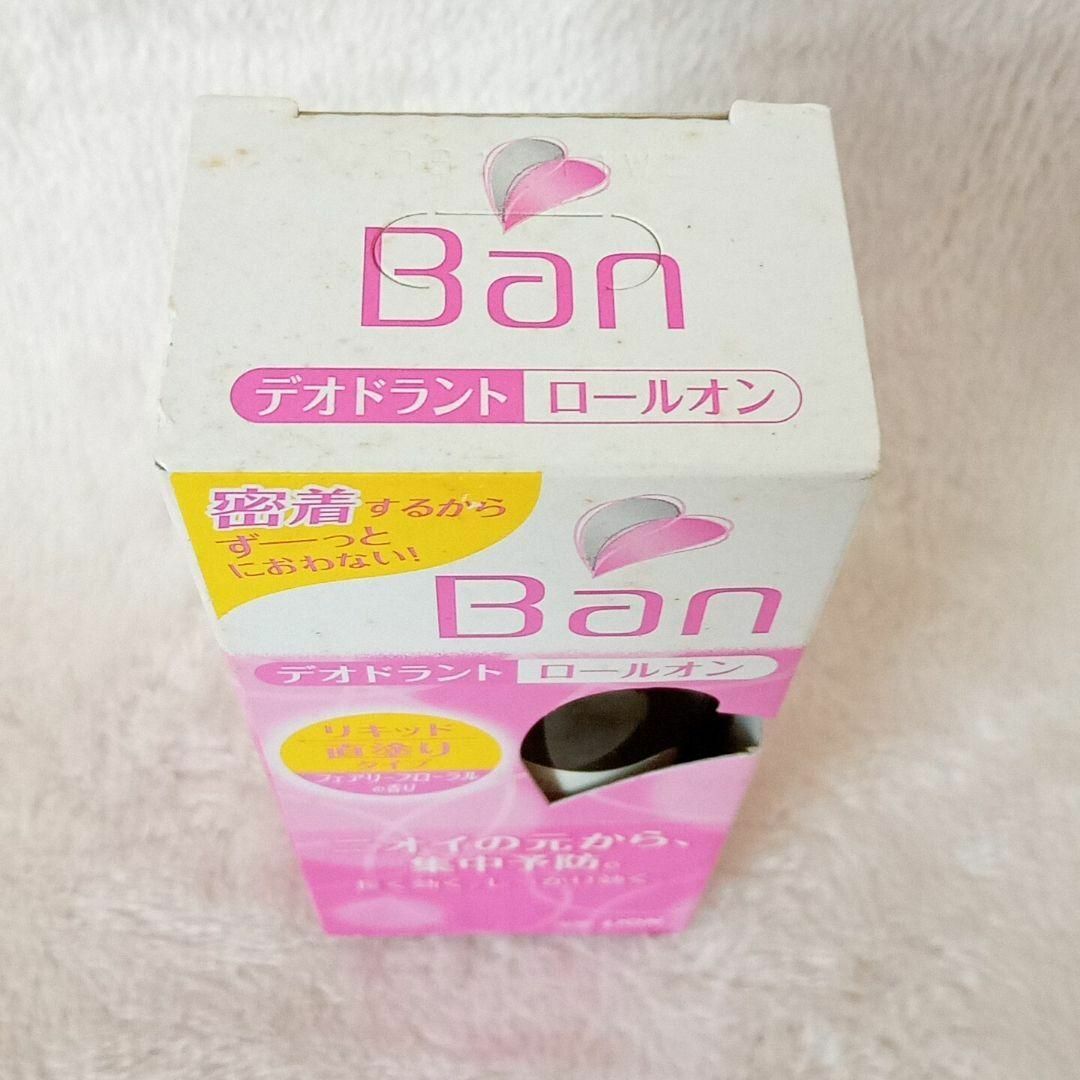 Ban
デオドラント ロールオン
密着するから
ずーっと
におわない!
Ban
デオドラント ロールオン
リキッド
直塗り
タイプ
フェアリーフローラル
の香り
ニオイの元から、
集中予防。
LION